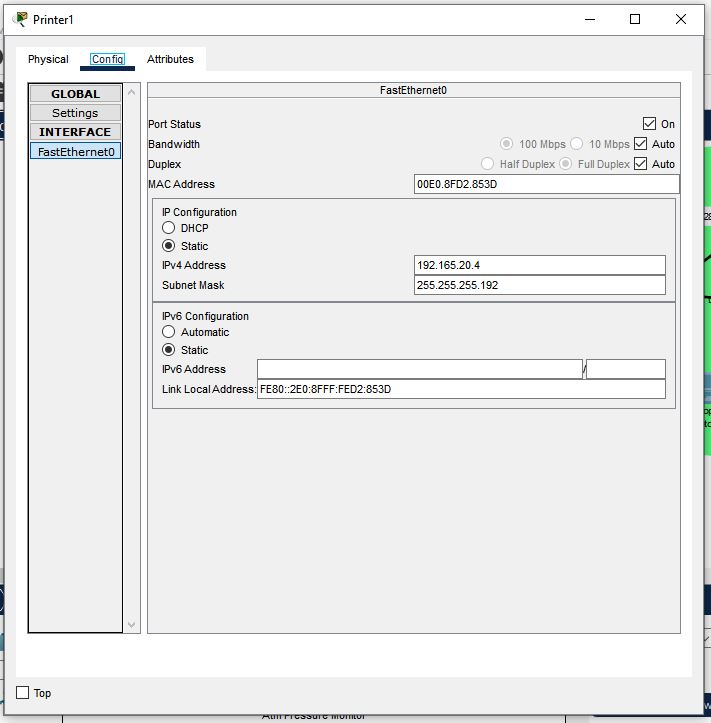 Printer1
Physical Config Attributes
GLOBAL
Settings
INTERFACE
FastEthernet0
FastEthernet0
Port Status On
Bandwidth 100 Mbps 10 Mbps Auto
Duplex Half Duplex Full Duplex Auto
MAC Address 00E0.8FD2.853D
IP Configuration
DHCP
Static
IPv4 Address 192.165.20.4
Subnet Mask 255.255.255.192
IPv6 Configuration
Automatic
Static
IPv6 Address /
Link Local Address: FE80::2E0:8FFF:FED2:853D
Top
Atm Pressure Monitor